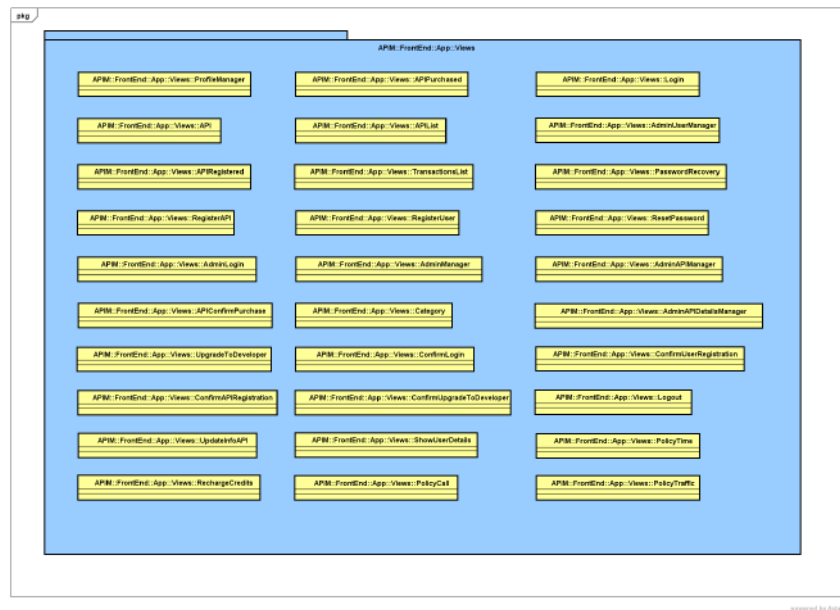 pkg
APIM::FrontEnd::App::Views
APIM::FrontEnd::App::Views::ProfileManager
APIM::FrontEnd::App::Views::APIPurchased
APIM::FrontEnd::App::Views::Login
APIM::FrontEnd::App::Views::API
APIM::FrontEnd::App::Views::APIList
APIM::FrontEnd::App::Views::AdminUserManager
APIM::FrontEnd::App::Views::APIRegistered
APIM::FrontEnd::App::Views::TransactionsList
APIM::FrontEnd::App::Views::PasswordRecovery
APIM::FrontEnd::App::Views::RegisterAPI
APIM::FrontEnd::App::Views::RegisterUser
APIM::FrontEnd::App::Views::ResetPassword
APIM::FrontEnd::App::Views::AdminLogin
APIM::FrontEnd::App::Views::AdminManager
APIM::FrontEnd::App::Views::AdminAPIManager
APIM::FrontEnd::App::Views::APIConfirmPurchase
APIM::FrontEnd::App::Views::Category
APIM::FrontEnd::App::Views::AdminAPIDetailsManager
APIM::FrontEnd::App::Views::UpgradeToDeveloper
APIM::FrontEnd::App::Views::ConfirmLogin
APIM::FrontEnd::App::Views::ConfirmUserRegistration
APIM::FrontEnd::App::Views::ConfirmAPIRegistration
APIM::FrontEnd::App::Views::ConfirmUpgradeToDeveloper
APIM::FrontEnd::App::Views::Logout
APIM::FrontEnd::App::Views::UpdateInfoAPI
APIM::FrontEnd::App::Views::ShowUserDetails
APIM::FrontEnd::App::Views::PolicyTime
APIM::FrontEnd::App::Views::RechargeCredits
APIM::FrontEnd::App::Views::PolicyCall
APIM::FrontEnd::App::Views::PolicyTraffic
powered by